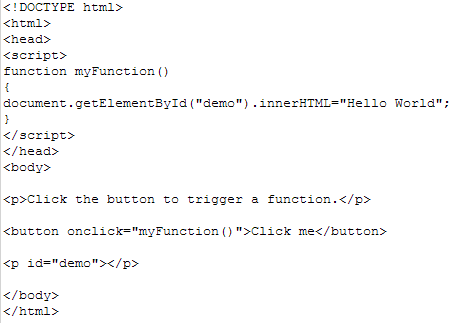 <!DOCTYPE html>
<html>
<head>
<script>
function myFunction()
{
document.getElementById("demo").innerHTML="Hello World";
}
</script>
</head>
<body>
<p>Click the button to trigger a function.</p>
<button onclick="myFunction()">Click me</button>
<p id="demo"></p>
</body>
</html>